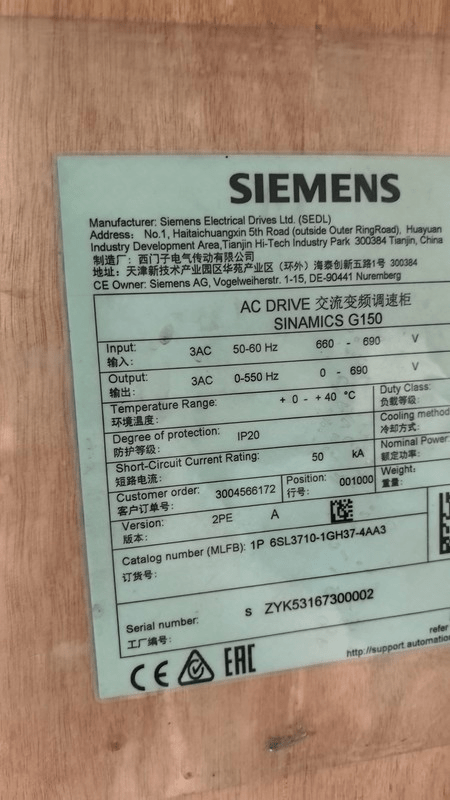 SIEMENS
Manufacturer: Siemens Electrical Drives Ltd. (SEDL)
Address: No.1, Haitaichuangxin 5th Road (outside Outer RingRoad), Huayuan
Industry Development Area,Tianjin Hi-Tech Industry Park 300384 Tianjin, China
制造厂: 西门子电气传动有限公司
地址: 天津新技术产业园区华苑产业区（环外）海泰创新五路1号 300384
CE Owner: Siemens AG, Vogelweiherstr. 1-15, DE-90441 Nuremberg
AC DRIVE 交流变频调速柜
SINAMICS G150
Input: 3AC 50-60 Hz 660 - 690 V
输入:
Output: 3AC 0-550 Hz 0 - 690 V
输出:
Temperature Range: + 0 - + 40 °C
环境温度:
Duty Class:
负载等级:
Degree of protection: IP20
防护等级:
Cooling method
冷却方式:
Short-Circuit Current Rating: 50 kA
短路电流:
Nominal Power:
额定功率:
Customer order: 3004566172
客户订单号:
Position: 001000
行号:
Weight:
重量:
Version: 2PE A
版本:
Catalog number (MLFB): 1P 6SL3710-1GH37-4AA3
订货号:
Serial number: S ZYK53167300002
工厂编号:
refer
http://support.automation
CE EAC